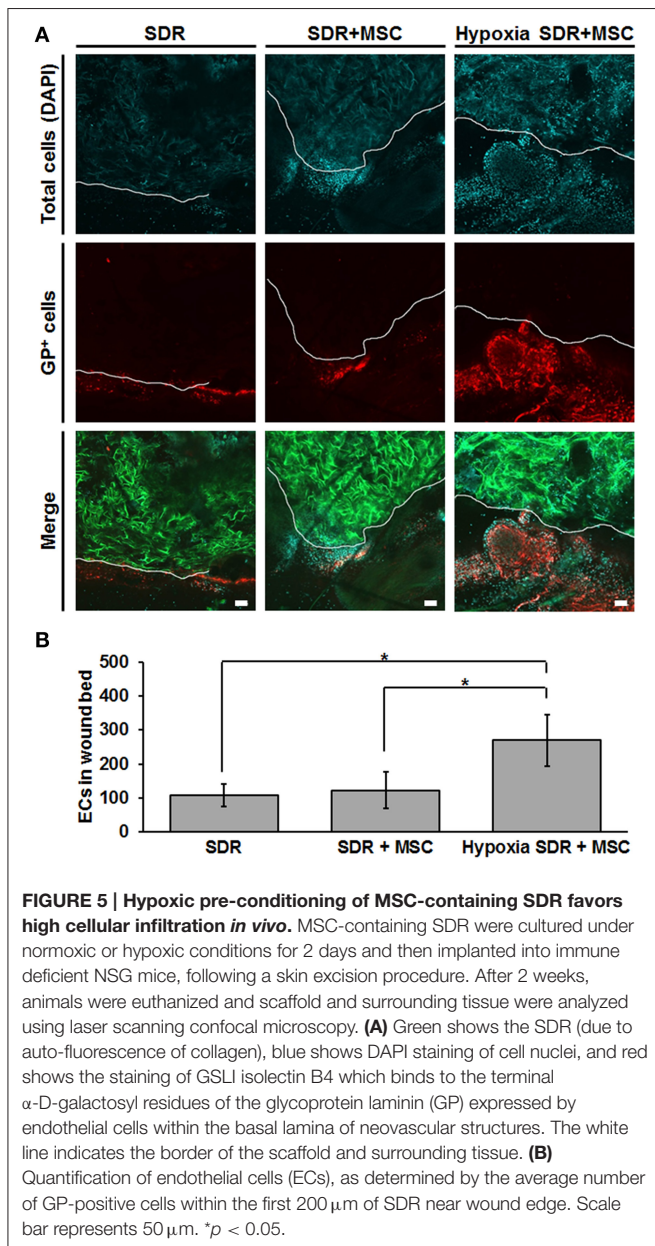 A
SDR
SDR+MSC
Hypoxia SDR+MSC
Total cells (DAPI)
GP+ cells
Merge
B
ECs in wound bed
500
400
300
200
100
0
*
*
SDR
SDR + MSC
Hypoxia SDR + MSC
FIGURE 5 | Hypoxic pre-conditioning of MSC-containing SDR favors
high cellular infiltration in vivo. MSC-containing SDR were cultured under
normoxic or hypoxic conditions for 2 days and then implanted into immune
deficient NSG mice, following a skin excision procedure. After 2 weeks,
animals were euthanized and scaffold and surrounding tissue were analyzed
using laser scanning confocal microscopy. (A) Green shows the SDR (due to
auto-fluorescence of collagen), blue shows DAPI staining of cell nuclei, and red
shows the staining of GSLI isolectin B4 which binds to the terminal
α-D-galactosyl residues of the glycoprotein laminin (GP) expressed by
endothelial cells within the basal lamina of neovascular structures. The white
line indicates the border of the scaffold and surrounding tissue. (B)
Quantification of endothelial cells (ECs), as determined by the average number
of GP-positive cells within the first 200 μm of SDR near wound edge. Scale
bar represents 50 μm. *p < 0.05.